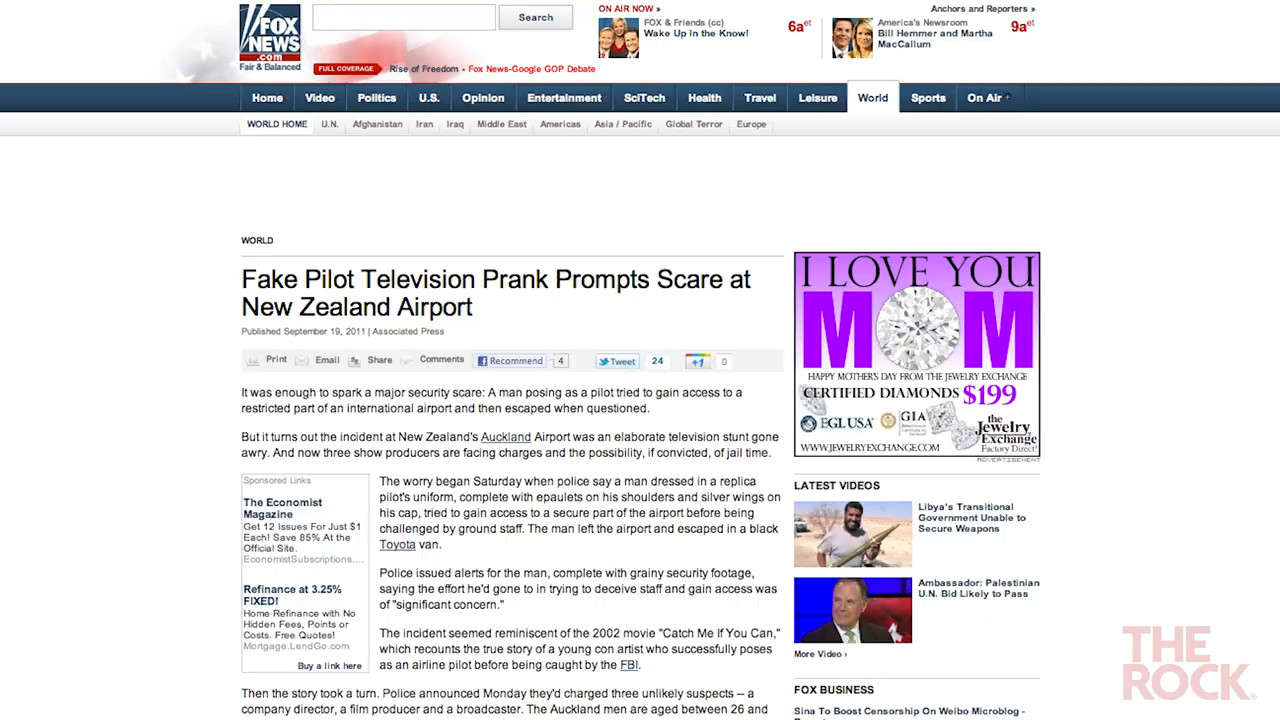 FOX
NEWS
.com
Fair & Balanced
Search
ON AIR NOW »
FOX & Friends (cc)
Wake Up In the Know!
6a et
Anchors and Reporters »
America's Newsroom
Bill Hemmer and Martha
MacCallum
9a et
FULL COVERAGE
Rise of Freedom • Fox News-Google GOP Debate
Home Video Politics U.S. Opinion Entertainment SciTech Health Travel Leisure World Sports On Air
WORLD HOME U.N. Afghanistan Iran Iraq Middle East Americas Asia / Pacific Global Terror Europe
WORLD
Fake Pilot Television Prank Prompts Scare at
New Zealand Airport
Published September 19, 2011 | Associated Press
Print Email Share Comments Recommend 4 Tweet 24 +1 0
It was enough to spark a major security scare: A man posing as a pilot tried to gain access to a
restricted part of an international airport and then escaped when questioned.
But it turns out the incident at New Zealand's Auckland Airport was an elaborate television stunt gone
awry. And now three show producers are facing charges and the possibility, if convicted, of jail time.
Sponsored Links
The Economist
Magazine
Get 12 Issues For Just $1
Each! Save 85% At the
Official Site.
EconomistSubscriptions....
Refinance at 3.25%
FIXED!
Home Refinance with No
Hidden Fees, Points or
Costs. Free Quotes!
Mortgage.LendGo.com
Buy a link here
The worry began Saturday when police say a man dressed in a replica
pilot's uniform, complete with epaulets on his shoulders and silver wings on
his cap, tried to gain access to a secure part of the airport before being
challenged by ground staff. The man left the airport and escaped in a black
Toyota van.
Police issued alerts for the man, complete with grainy security footage,
saying the effort he'd gone to in trying to deceive staff and gain access was
of "significant concern."
The incident seemed reminiscent of the 2002 movie "Catch Me If You Can,"
which recounts the true story of a young con artist who successfully poses
as an airline pilot before being caught by the FBI.
Then the story took a turn. Police announced Monday they'd charged three unlikely suspects -- a
company director, a film producer and a broadcaster. The Auckland men are aged between 26 and
I LOVE YOU
MOM
HAPPY MOTHER'S DAY FROM THE JEWELRY EXCHANGE
CERTIFIED DIAMONDS $199
EGL USA
GIA
the
Jewelry
Exchange
Factory Direct!
WWW.JEWELRYEXCHANGE.COM
ADVERTISEMENT
LATEST VIDEOS
Libya's Transitional
Government Unable to
Secure Weapons
Ambassador: Palestinian
U.N. Bid Likely to Pass
More Video ›
FOX BUSINESS
Sina To Boost Censorship On Weibo Microblog -
THE
ROCK